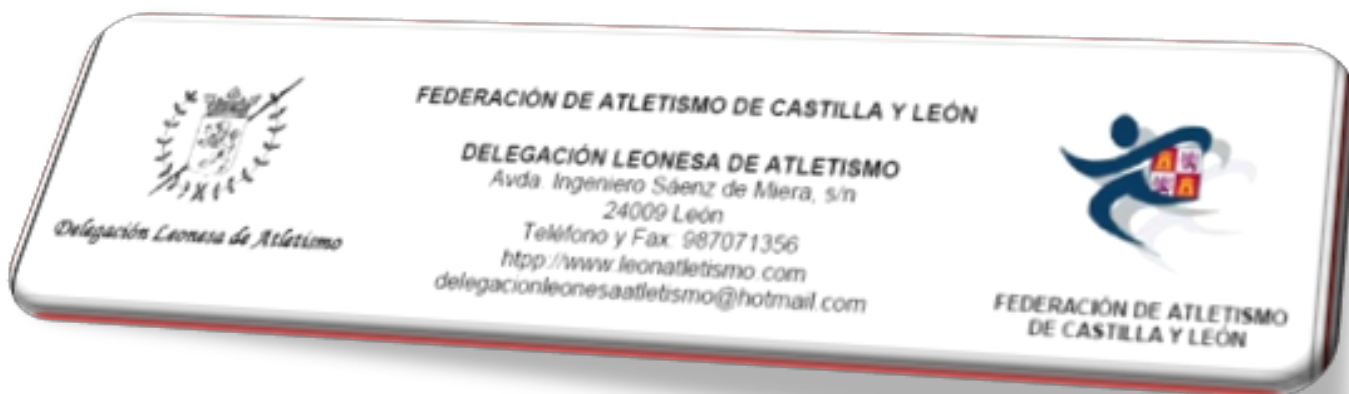 FEDERACIÓN DE ATLETISMO DE CASTILLA Y LEÓN
DELEGACIÓN LEONESA DE ATLETISMO
Avda. Ingeniero Sáenz de Miera, s/n
24009 León
Teléfono y Fax: 987071356
htpp://www.leonatletismo.com
delegacionleonesaatletismo@hotmail.com
Delegación Leonesa de Atletismo
FEDERACIÓN DE ATLETISMO
DE CASTILLA Y LEÓN